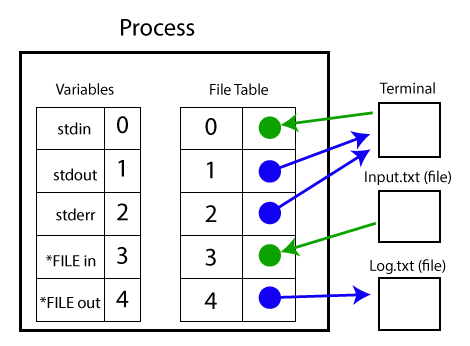 Process
Variables
stdin 0
stdout 1
stderr 2
*FILE in 3
*FILE out 4
File Table
0
1
2
3
4
Terminal
Input.txt (file)
Log.txt (file)